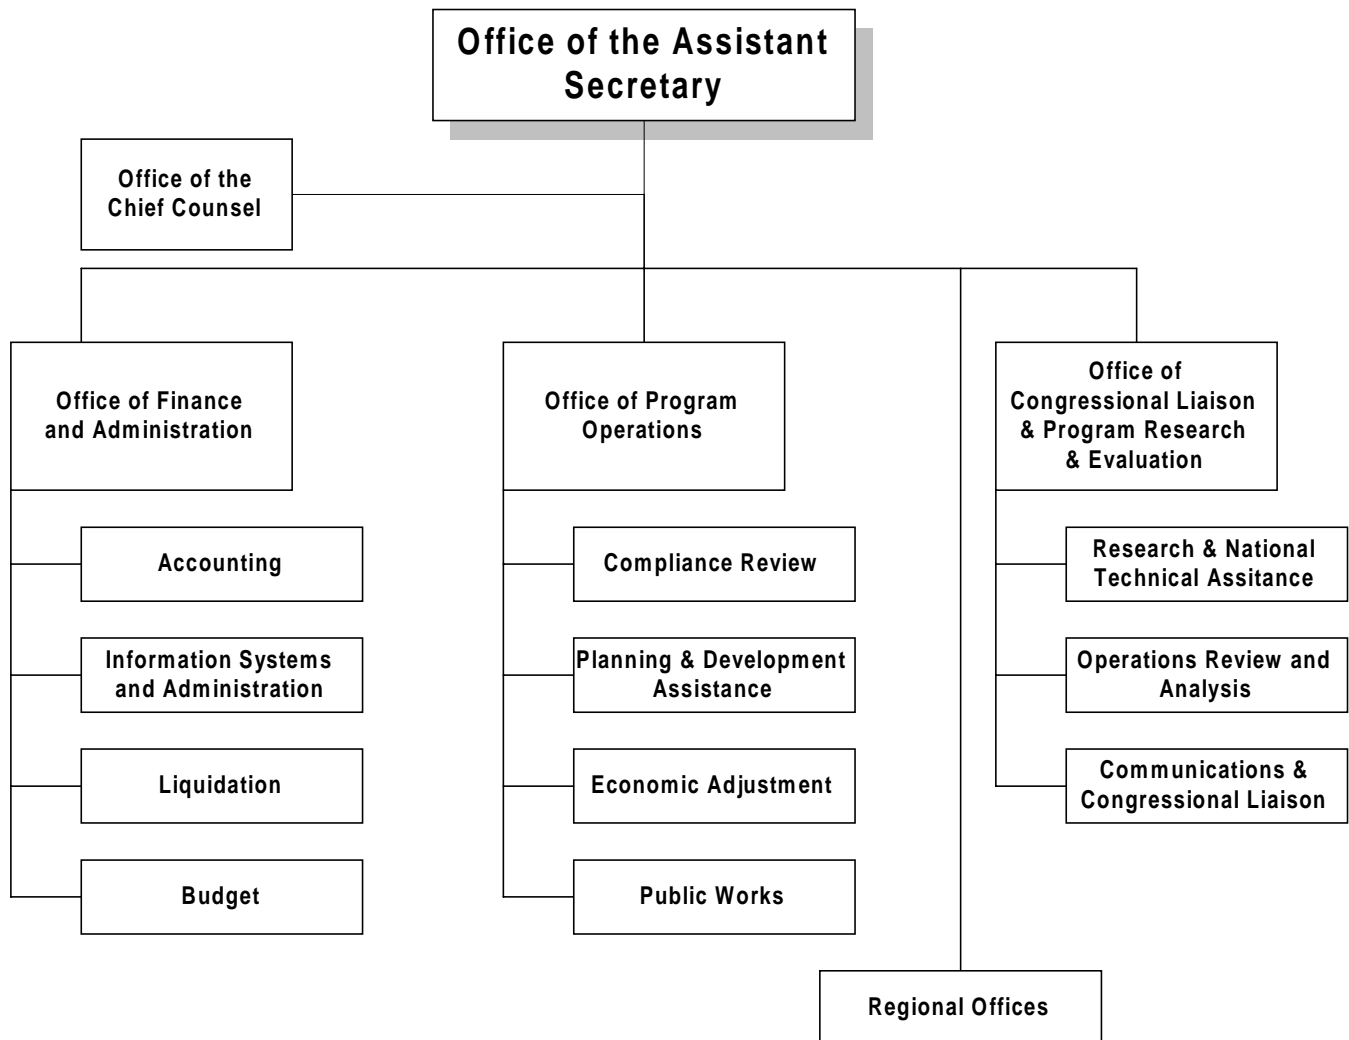 Office of the Assistant
Secretary
Office of the
Chief Counsel
Office of Finance
and Administration
Accounting
Information Systems
and Administration
Liquidation
Budget
Office of Program
Operations
Compliance Review
Planning & Development
Assistance
Economic Adjustment
Public Works
Office of
Congressional Liaison
& Program Research
& Evaluation
Research & National
Technical Assitance
Operations Review and
Analysis
Communications &
Congressional Liaison
Regional Offices